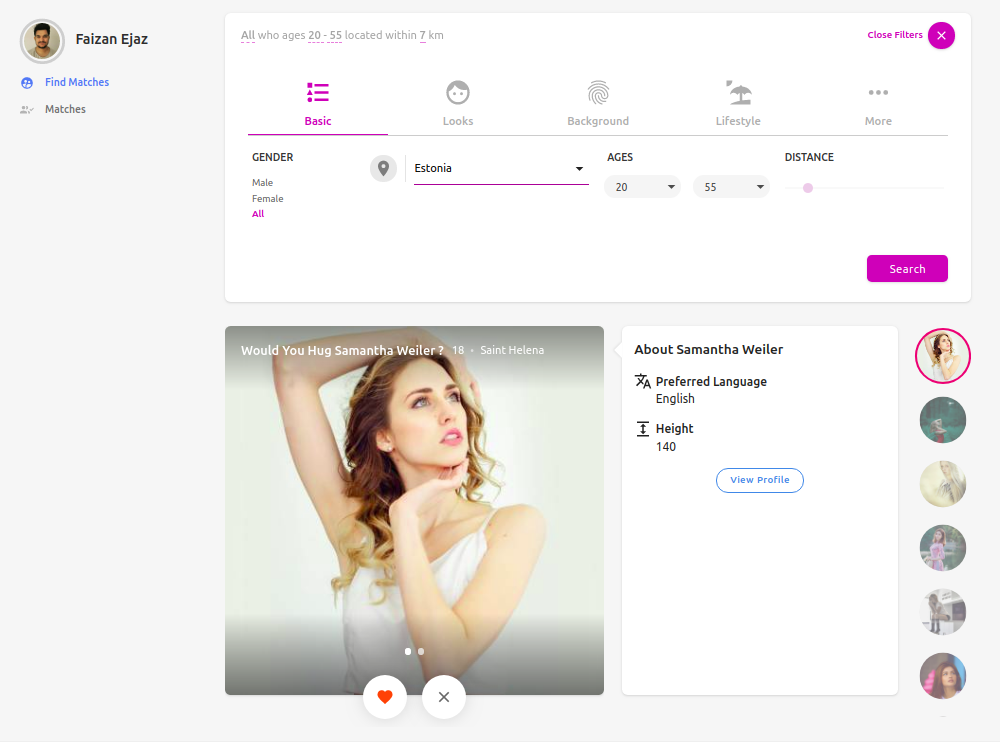 Faizan Ejaz
Find Matches
Matches
All who ages 20 - 55 located within 7 km
Close Filters
Basic
Looks
Background
Lifestyle
More
GENDER
Male
Female
All
Estonia
AGES
20
55
DISTANCE
Search
Would You Hug Samantha Weiler ? 18 • Saint Helena
About Samantha Weiler
Preferred Language
English
Height
140
View Profile